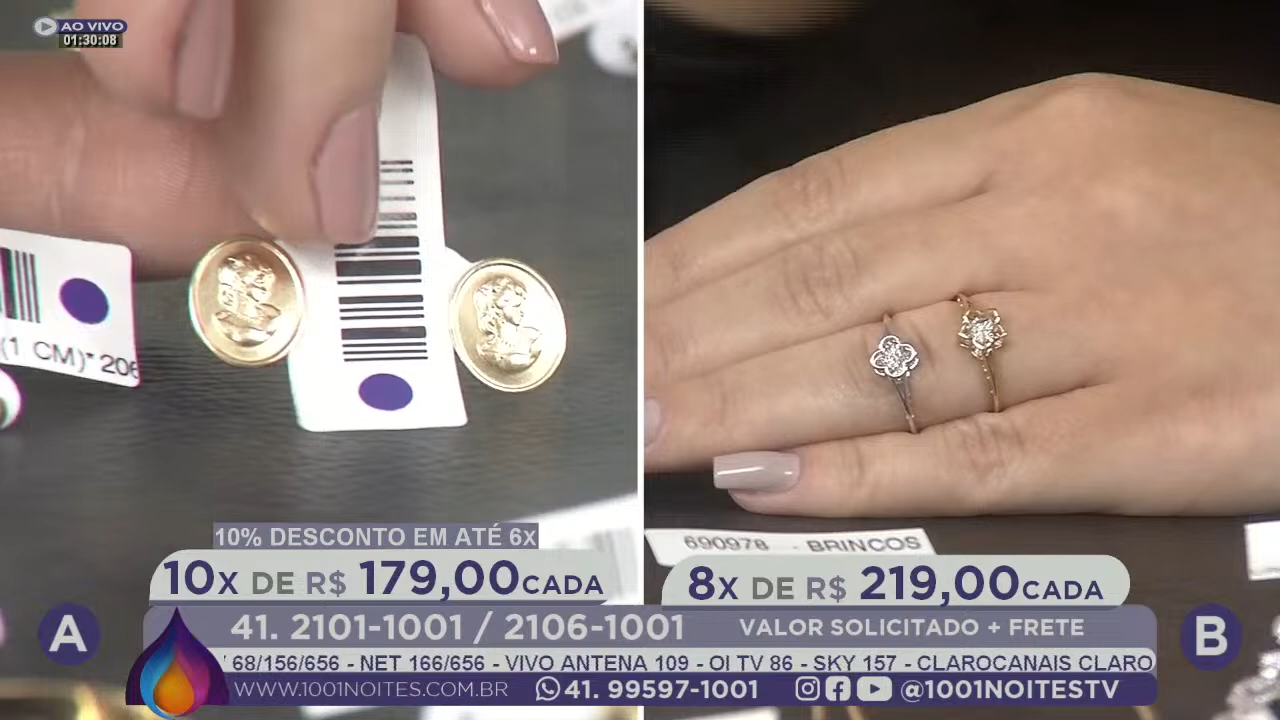 AO VIVO
01:30:08
(1 CM)* 206
690978 - BRINCOS
10% DESCONTO EM ATÉ 6x
10X DE R$ 179,00 CADA
8X DE R$ 219,00 CADA
A
B
41. 2101-1001 / 2106-1001
VALOR SOLICITADO + FRETE
/ 68/156/656 - NET 166/656 - VIVO ANTENA 109 - OI TV 86 - SKY 157 - CLAROCANAIS CLARO
WWW.1001NOITES.COM.BR
41. 99597-1001
@1001NOITESTV